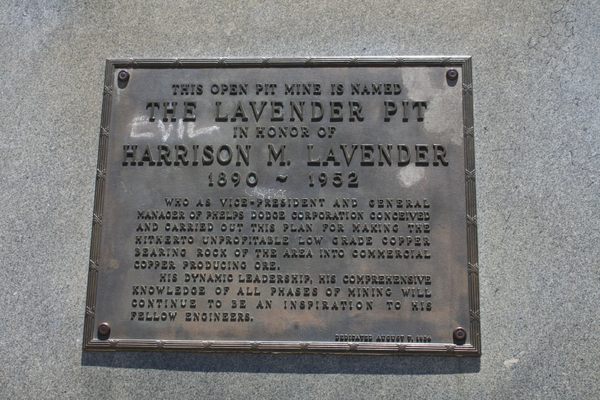 THIS OPEN PIT MINE IS NAMED
THE LAVENDER PIT
EVIL
IN HONOR OF
HARRISON M. LAVENDER
1890 ~ 1952
WHO AS VICE-PRESIDENT AND GENERAL
MANAGER OF PHELPS DODGE CORPORATION CONCEIVED
AND CARRIED OUT THIS PLAN FOR MAKING THE
HITHERTO UNPROFITABLE LOW GRADE COPPER
BEARING ROCK OF THE AREA INTO COMMERCIAL
COPPER PRODUCING ORE.
HIS DYNAMIC LEADERSHIP, HIS COMPREHENSIVE
KNOWLEDGE OF ALL PHASES OF MINING WILL
CONTINUE TO BE AN INSPIRATION TO HIS
FELLOW ENGINEERS.
DEDICATED AUGUST 7, 1956